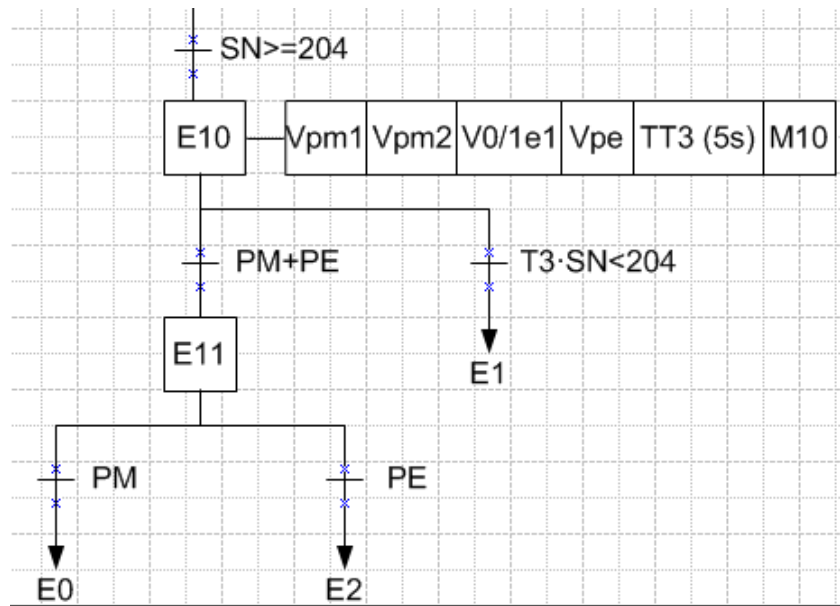 SN>=204
E10 Vpm1 Vpm2 V0/1e1 Vpe TT3 (5s) M10
PM+PE T3·SN<204
E11
E1
PM PE
E0 E2